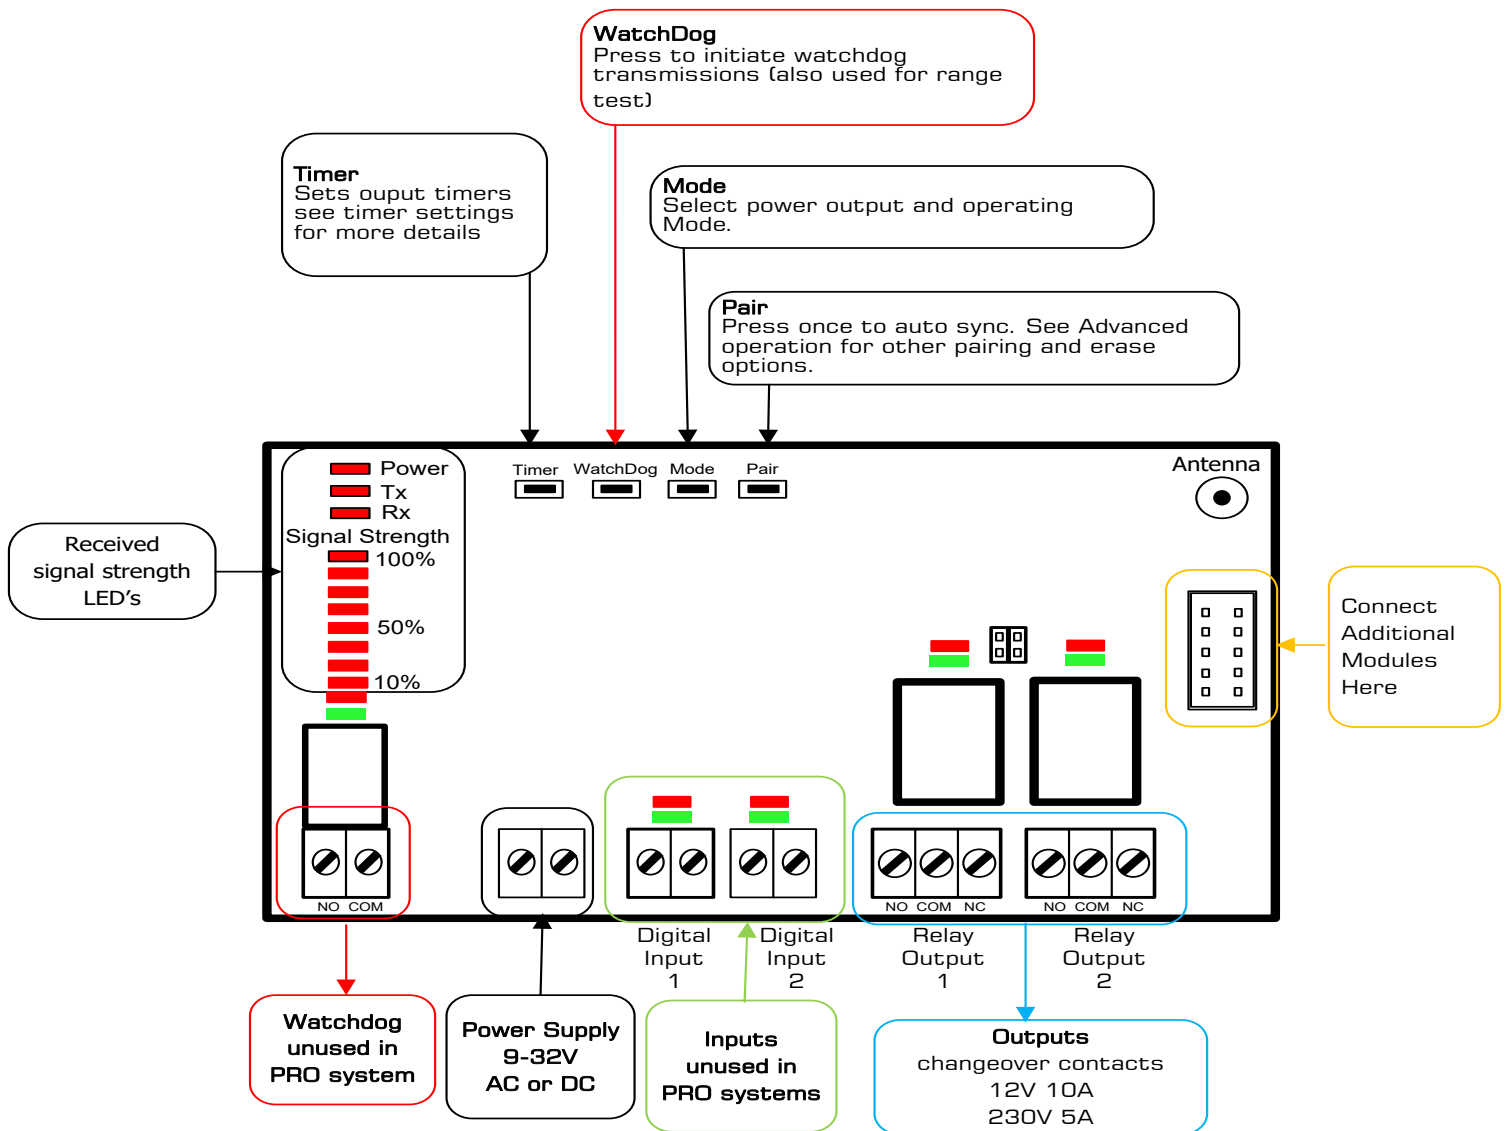 WatchDog
Press to initiate watchdog
transmissions (also used for range
test)
Timer
Sets ouput timers
see timer settings
for more details
Mode
Select power output and operating
Mode.
Pair
Press once to auto sync. See Advanced
operation for other pairing and erase
options.
Power
Tx
Rx
Signal Strength
100%
50%
10%
Timer
WatchDog
Mode
Pair
Antenna
Received
signal strength
LED's
Connect
Additional
Modules
Here
NO COM
NO COM NC
NO COM NC
Digital
Input
1
Digital
Input
2
Relay
Output
1
Relay
Output
2
Watchdog
unused in
PRO system
Power Supply
9-32V
AC or DC
Inputs
unused in
PRO systems
Outputs
changeover contacts
12V 10A
230V 5A